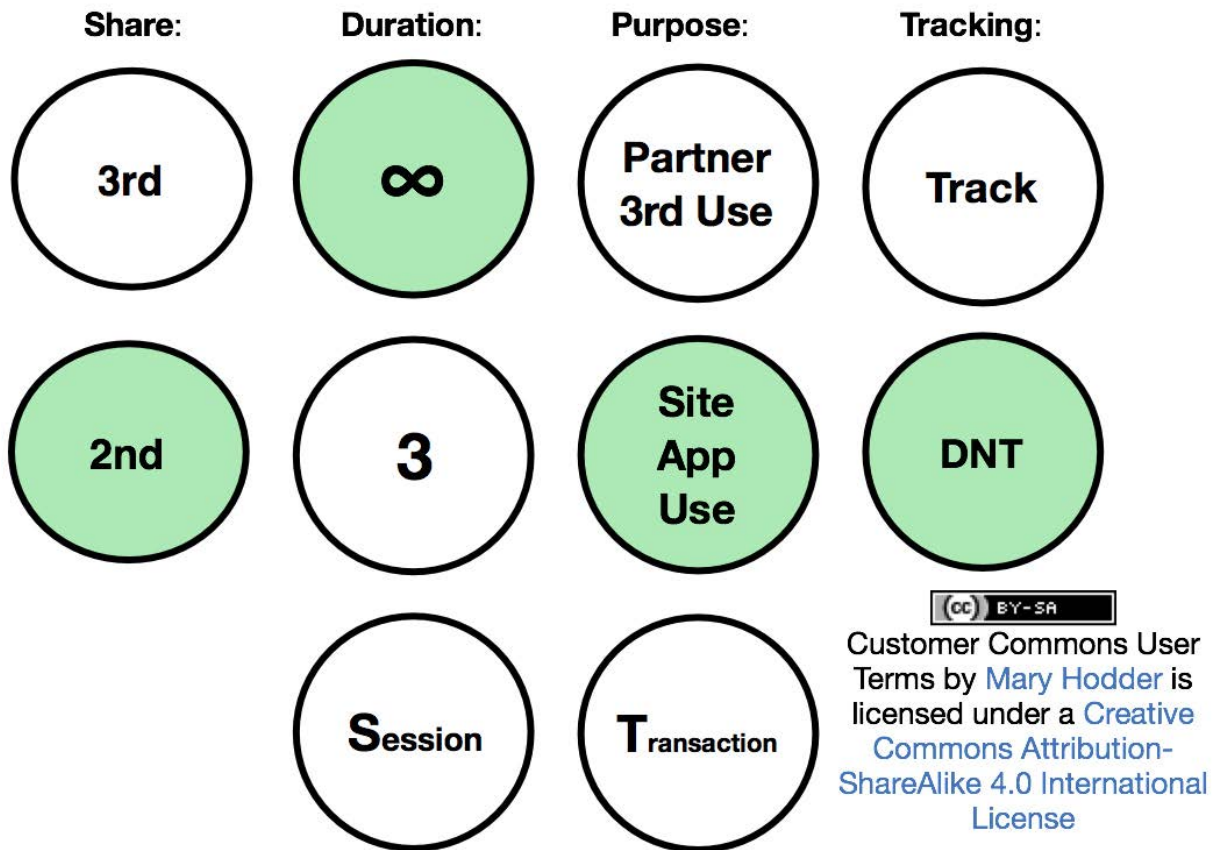 Share: Duration: Purpose: Tracking:
3rd
∞
Partner
3rd Use
Track
2nd
3
Site
App
Use
DNT
Session
Transaction
(cc) BY-SA
Customer Commons User
Terms by Mary Hodder is
licensed under a Creative
Commons Attribution-
ShareAlike 4.0 International
License